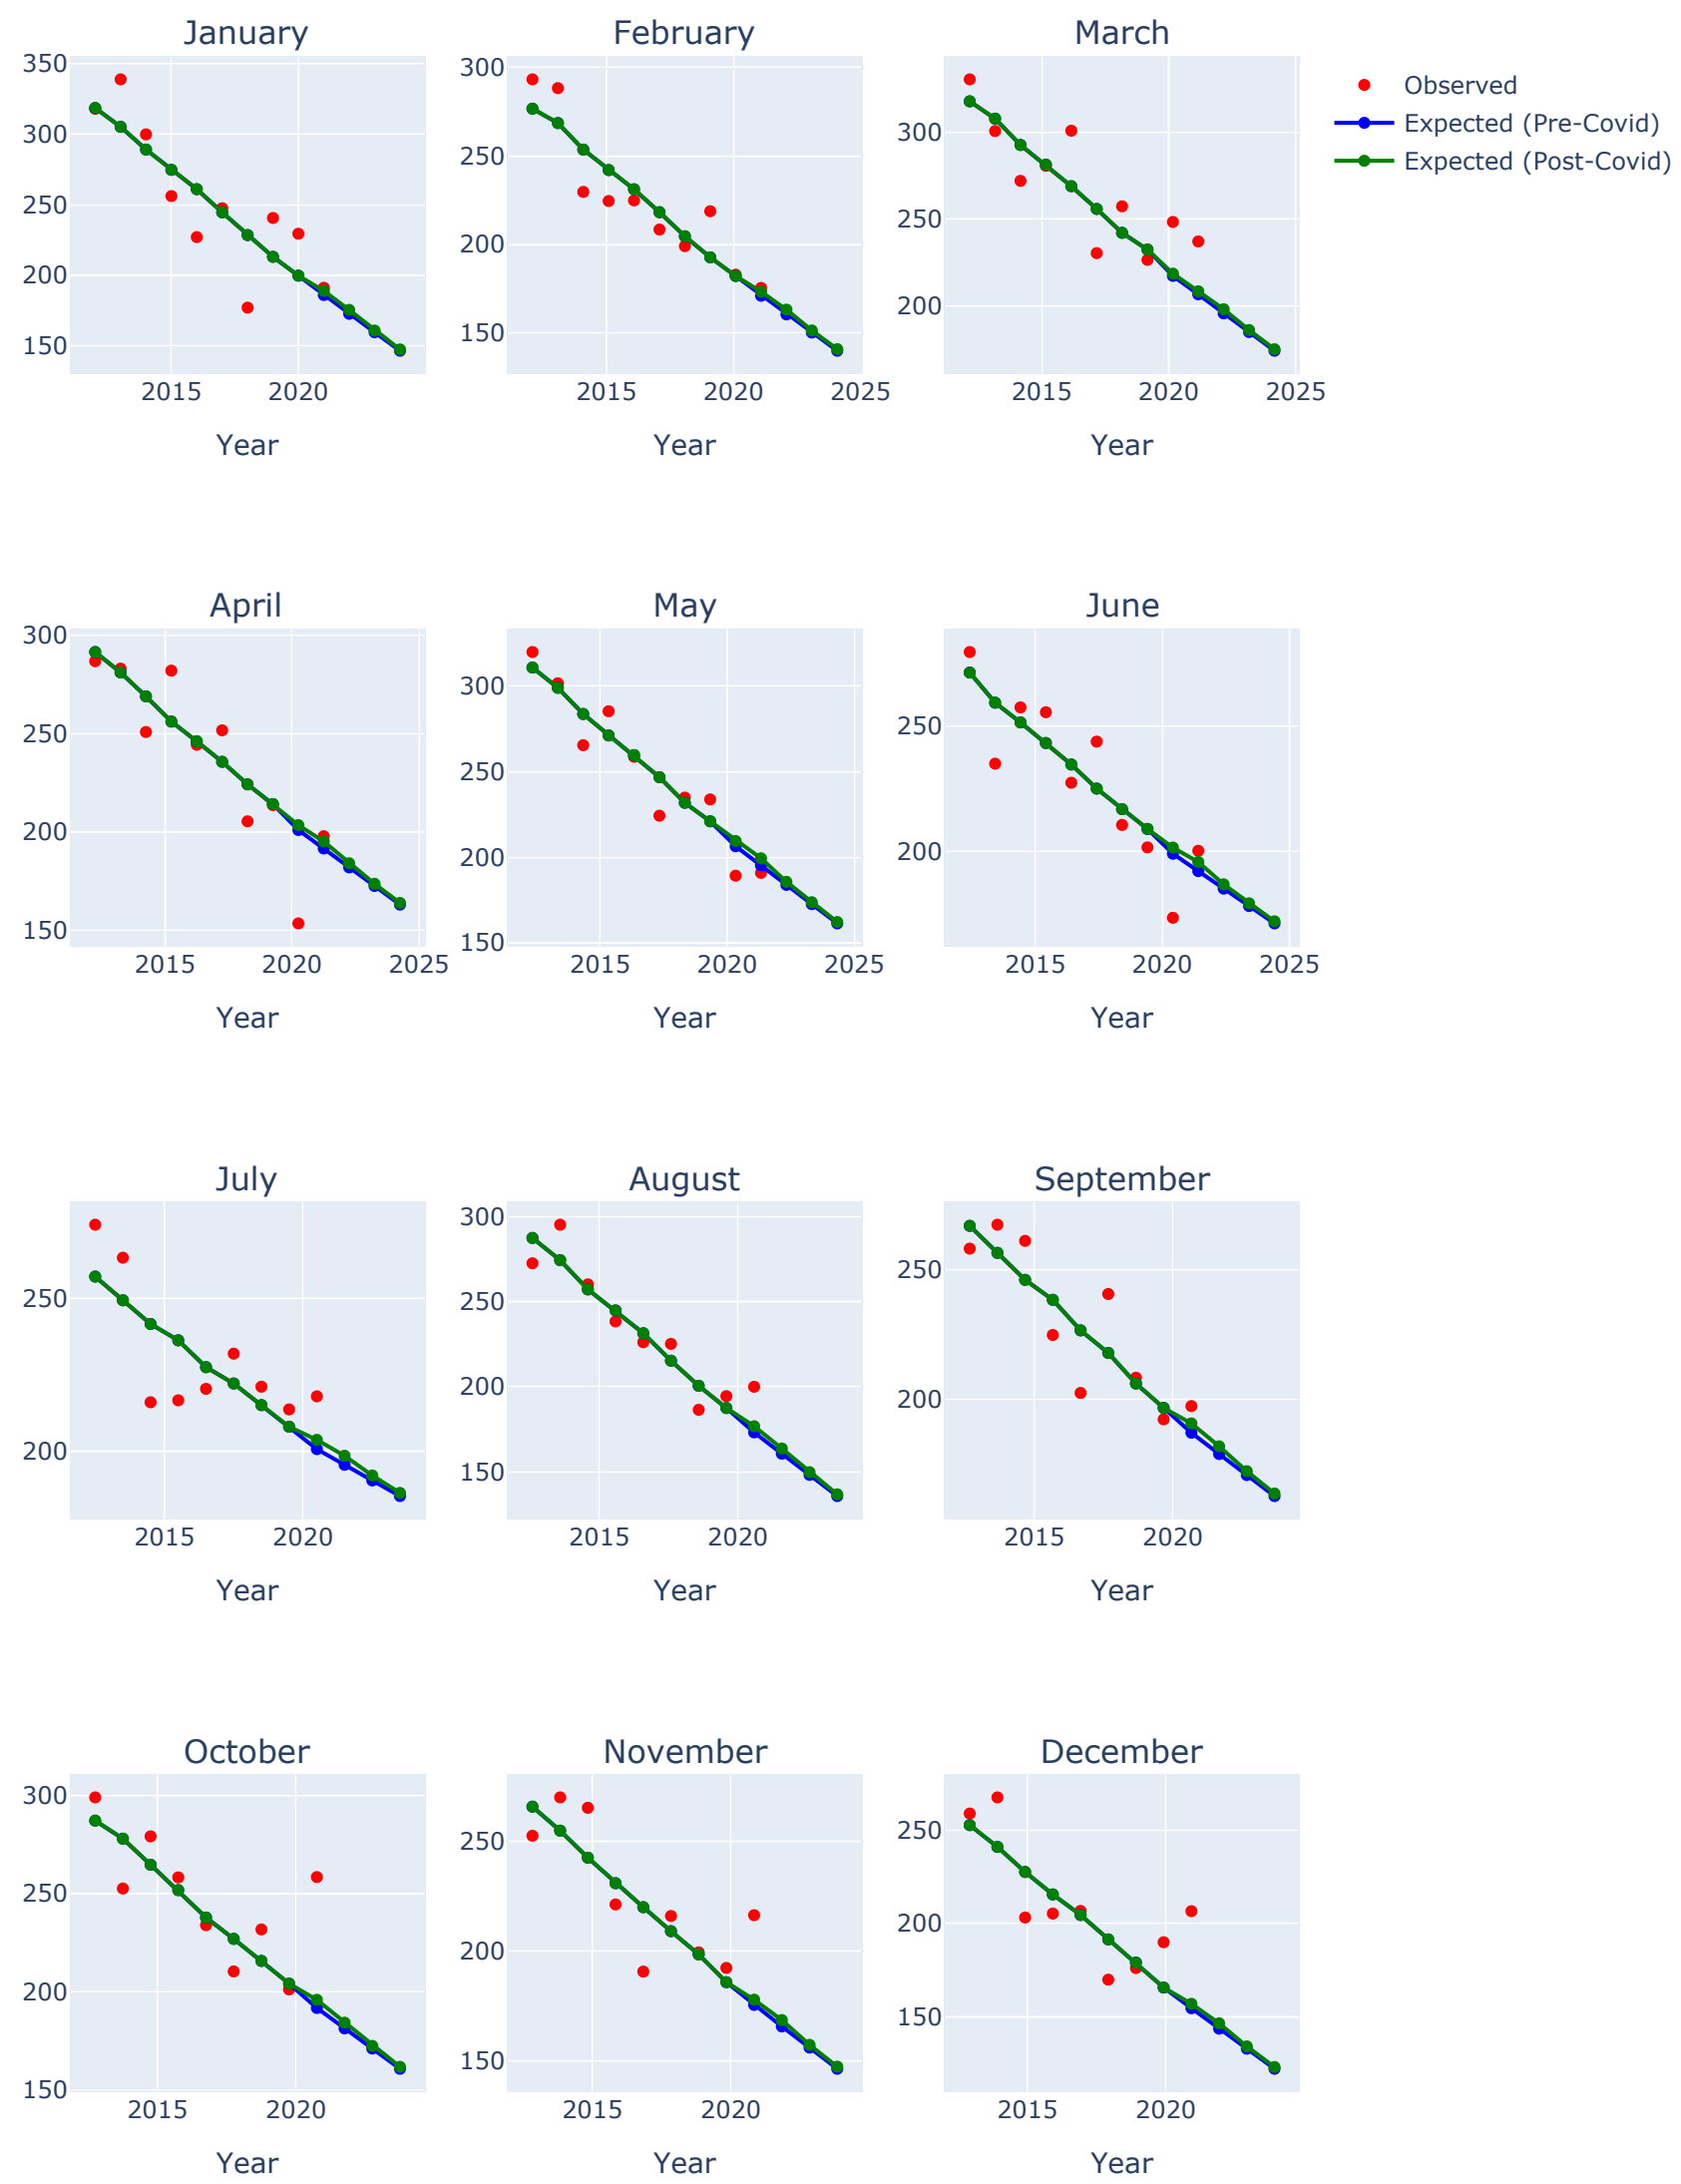 January
February
March
350
300
250
200
150
2015
2020
Year
300
250
200
150
2015
2020
2025
Year
300
250
200
2015
2020
2025
Year
Observed
Expected (Pre-Covid)
Expected (Post-Covid)
April
May
June
300
250
200
150
2015
2020
2025
Year
300
250
200
150
2015
2020
2025
Year
250
200
2015
2020
2025
Year
July
August
September
250
200
2015
2020
Year
300
250
200
150
2015
2020
Year
250
200
2015
2020
Year
October
November
December
300
250
200
150
2015
2020
Year
250
200
150
2015
2020
Year
250
200
150
2015
2020
Year